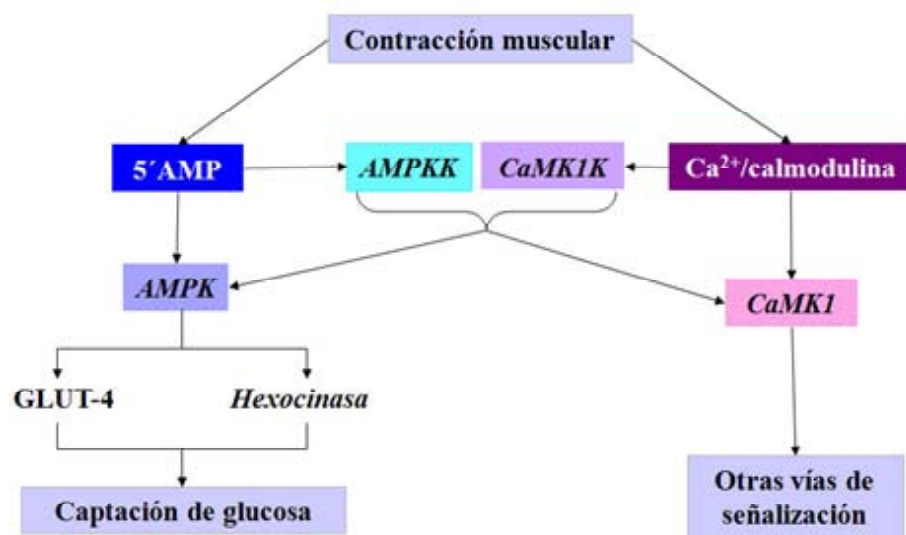 Contracción muscular
5´AMP
AMPKK
CaMK1K
Ca²⁺/calmodulina
AMPK
CaMK1
GLUT-4
Hexocinasa
Captación de glucosa
Otras vías de
señalización